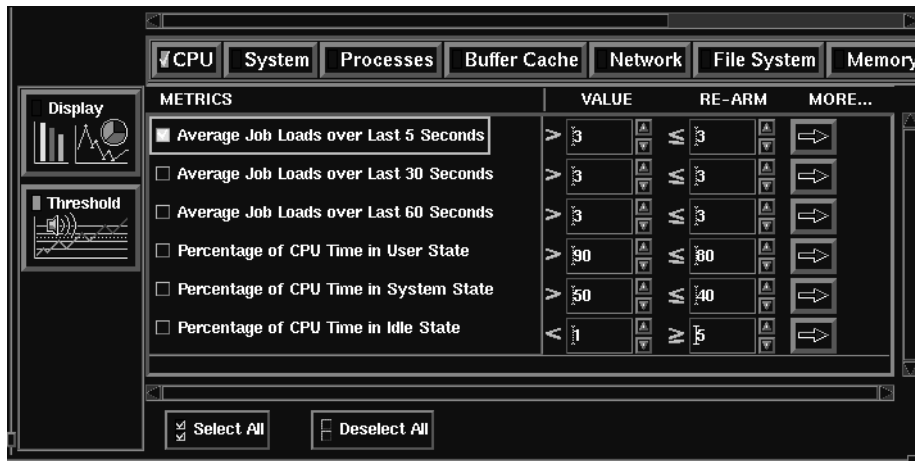 CPU System Processes Buffer Cache Network File System Memory
Display
Threshold
METRICS VALUE RE-ARM MORE...
Average Job Loads over Last 5 Seconds > 3 ≤ 3
Average Job Loads over Last 30 Seconds > 3 ≤ 3
Average Job Loads over Last 60 Seconds > 3 ≤ 3
Percentage of CPU Time in User State > 90 ≤ 80
Percentage of CPU Time in System State > 50 ≤ 40
Percentage of CPU Time in Idle State < 1 ≥ 5
Select All Deselect All